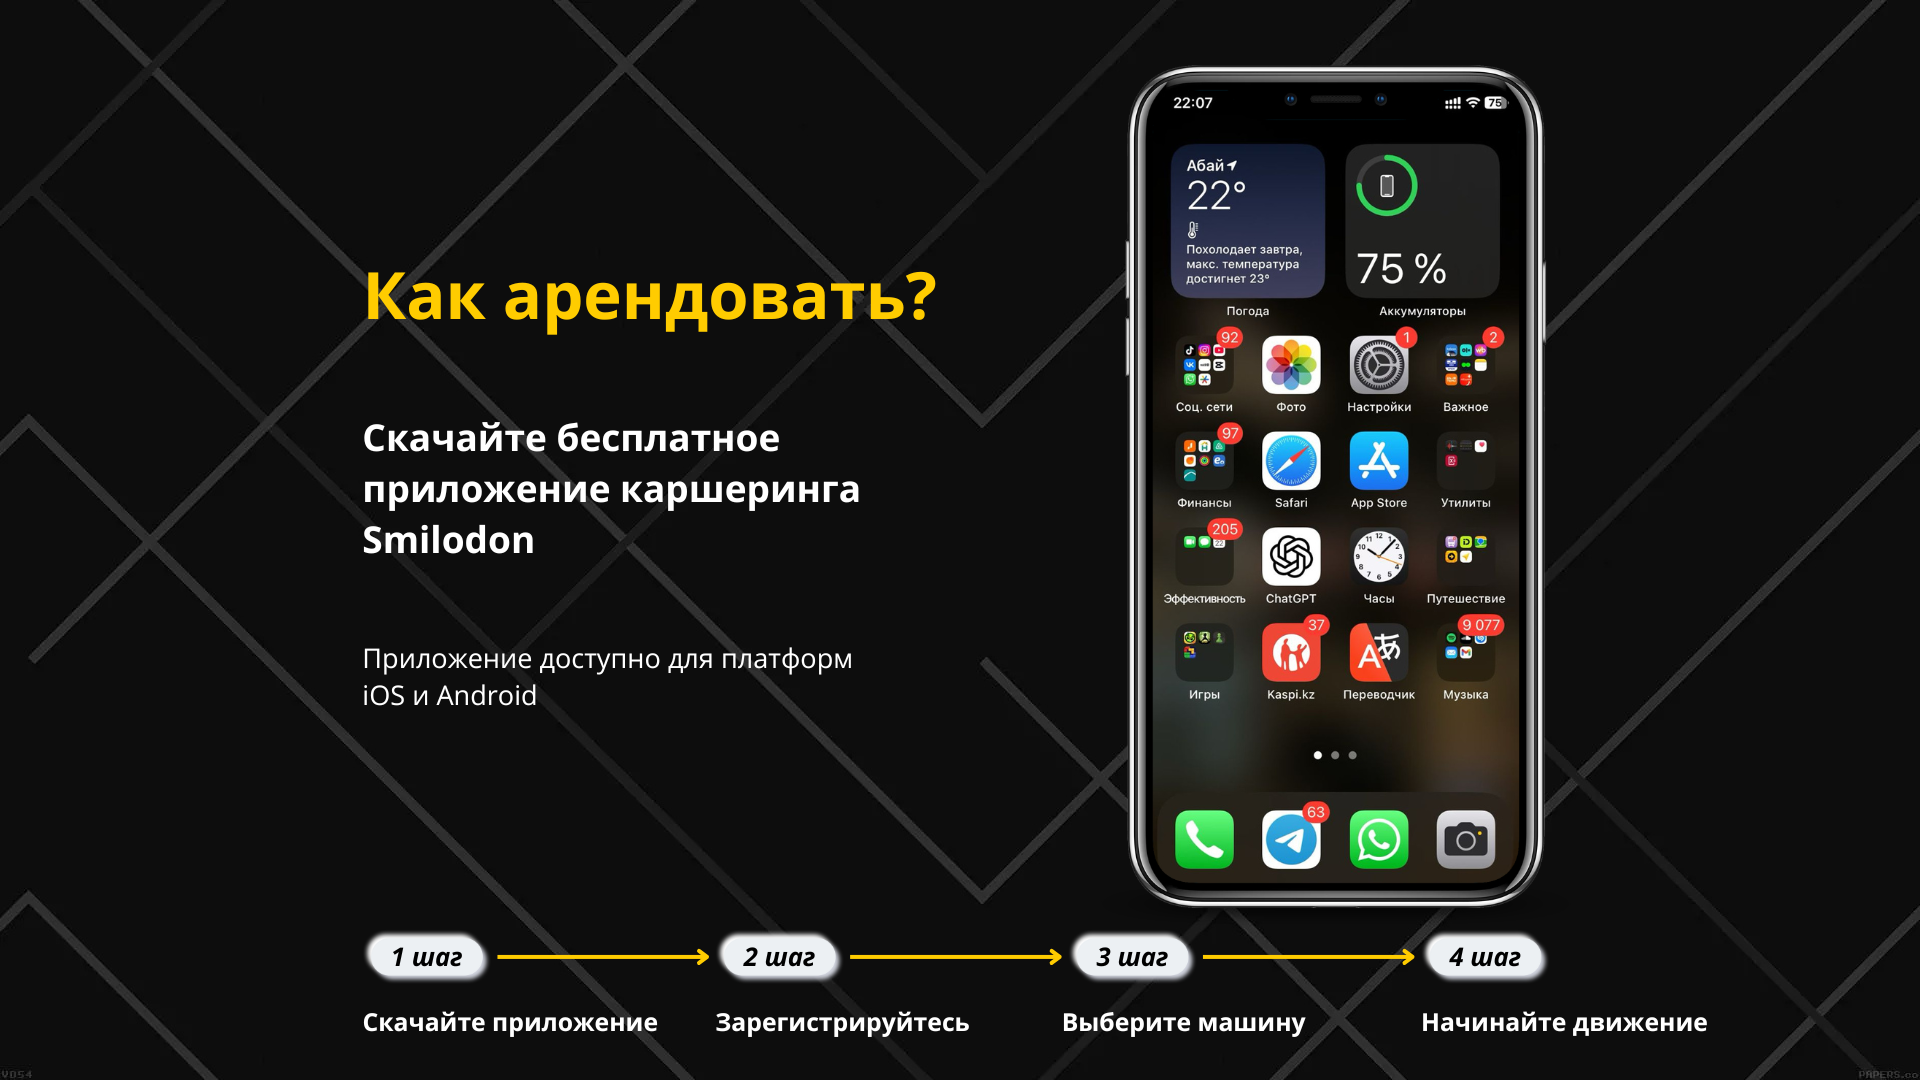 Как арендовать?
Скачайте бесплатное
приложение каршеринга
Smilodon
Приложение доступно для платформ
iOS и Android
22:07
75
Абай
22°
Похолодает завтра,
макс. температура
достигнет 23°
Погода
75 %
Аккумуляторы
92
1
2
Соц. сети
Фото
Настройки
Важное
97
Финансы
Safari
App Store
Утилиты
205
Эффективность
ChatGPT
Часы
Путешествие
37
9 077
Игры
Kaspi.kz
Переводчик
Музыка
63
1 шаг
2 шаг
3 шаг
4 шаг
Скачайте приложение
Зарегистрируйтесь
Выберите машину
Начинайте движение
VD54
PAPERS.co